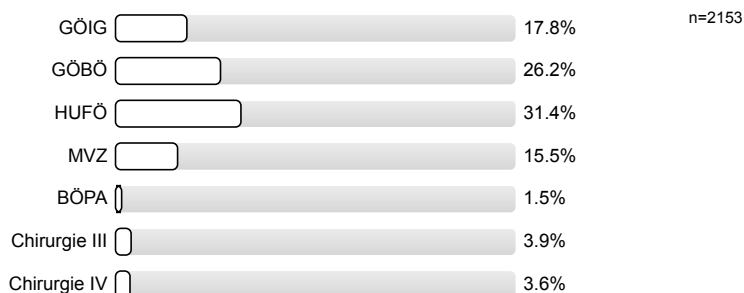 n=2153
GÖIG 17.8%
GÖBÖ 26.2%
HUFÖ 31.4%
MVZ 15.5%
BÖPA 1.5%
Chirurgie III 3.9%
Chirurgie IV 3.6%